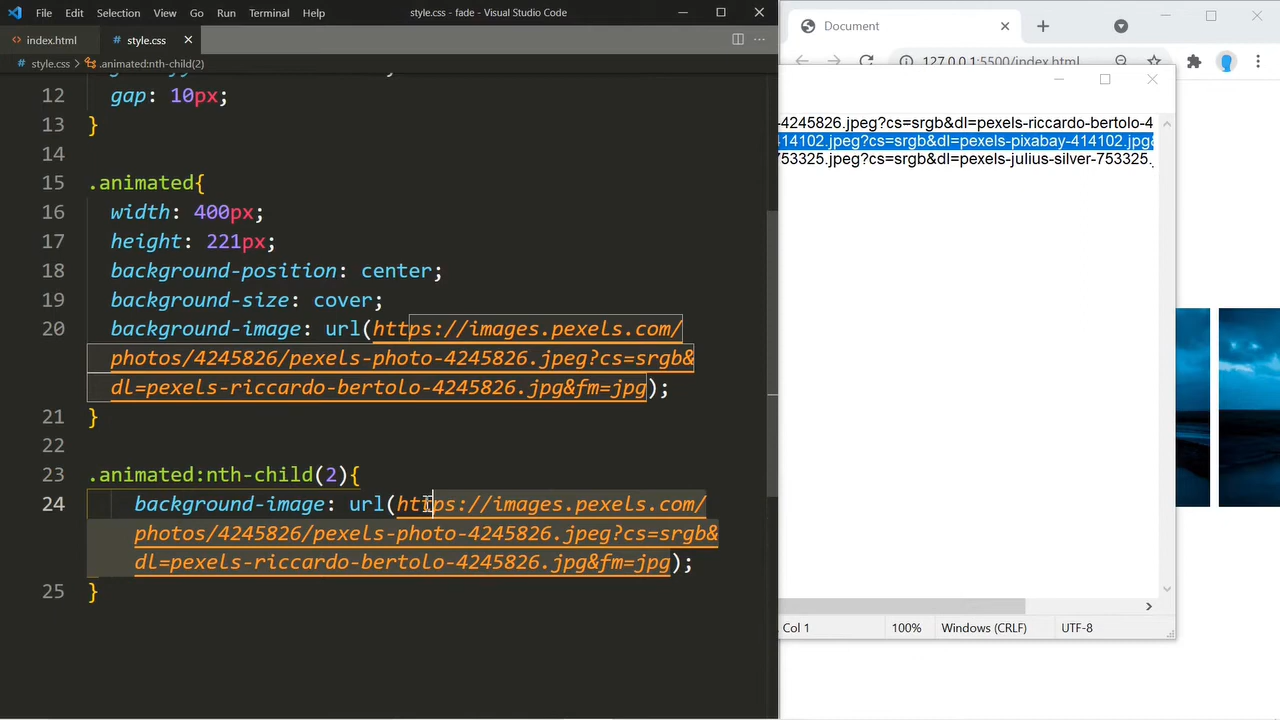 File Edit Selection View Go Run Terminal Help style.css - fade - Visual Studio Code
index.html style.css
style.css > .animated:nth-child(2)
12 gap: 10px;
13 }
14
15 .animated{
16 width: 400px;
17 height: 221px;
18 background-position: center;
19 background-size: cover;
20 background-image: url(https://images.pexels.com/
photos/4245826/pexels-photo-4245826.jpeg?cs=srgb&
dl=pexels-riccardo-bertolo-4245826.jpg&fm=jpg);
21 }
22
23 .animated:nth-child(2){
24 background-image: url(https://images.pexels.com/
photos/4245826/pexels-photo-4245826.jpeg?cs=srgb&
dl=pexels-riccardo-bertolo-4245826.jpg&fm=jpg);
25 }
Document
127.0.0.1:5500/index.html
-4245826.jpeg?cs=srgb&dl=pexels-riccardo-bertolo-4
414102.jpeg?cs=srgb&dl=pexels-pixabay-414102.jpg&
753325.jpeg?cs=srgb&dl=pexels-julius-silver-753325.
Col 1 100% Windows (CRLF) UTF-8